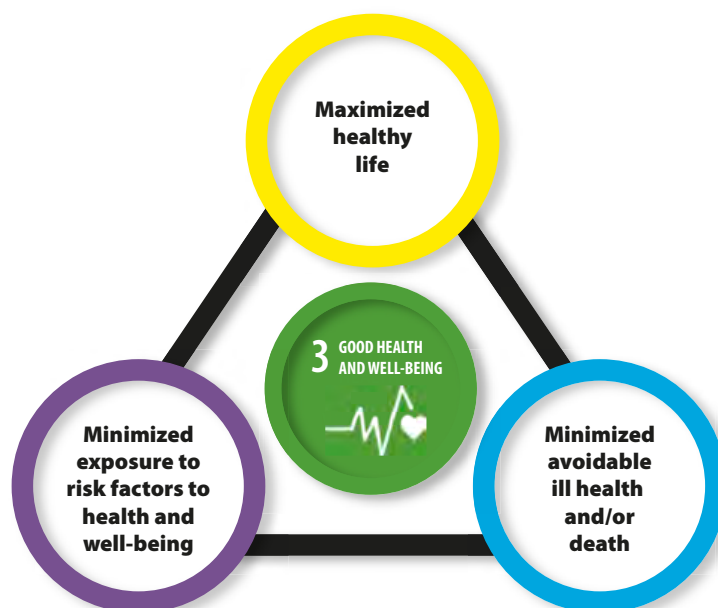 Maximized
healthy
life
3 GOOD HEALTH
AND WELL-BEING
Minimized
exposure to
risk factors to
health and
well-being
Minimized
avoidable
ill health
and/or
death